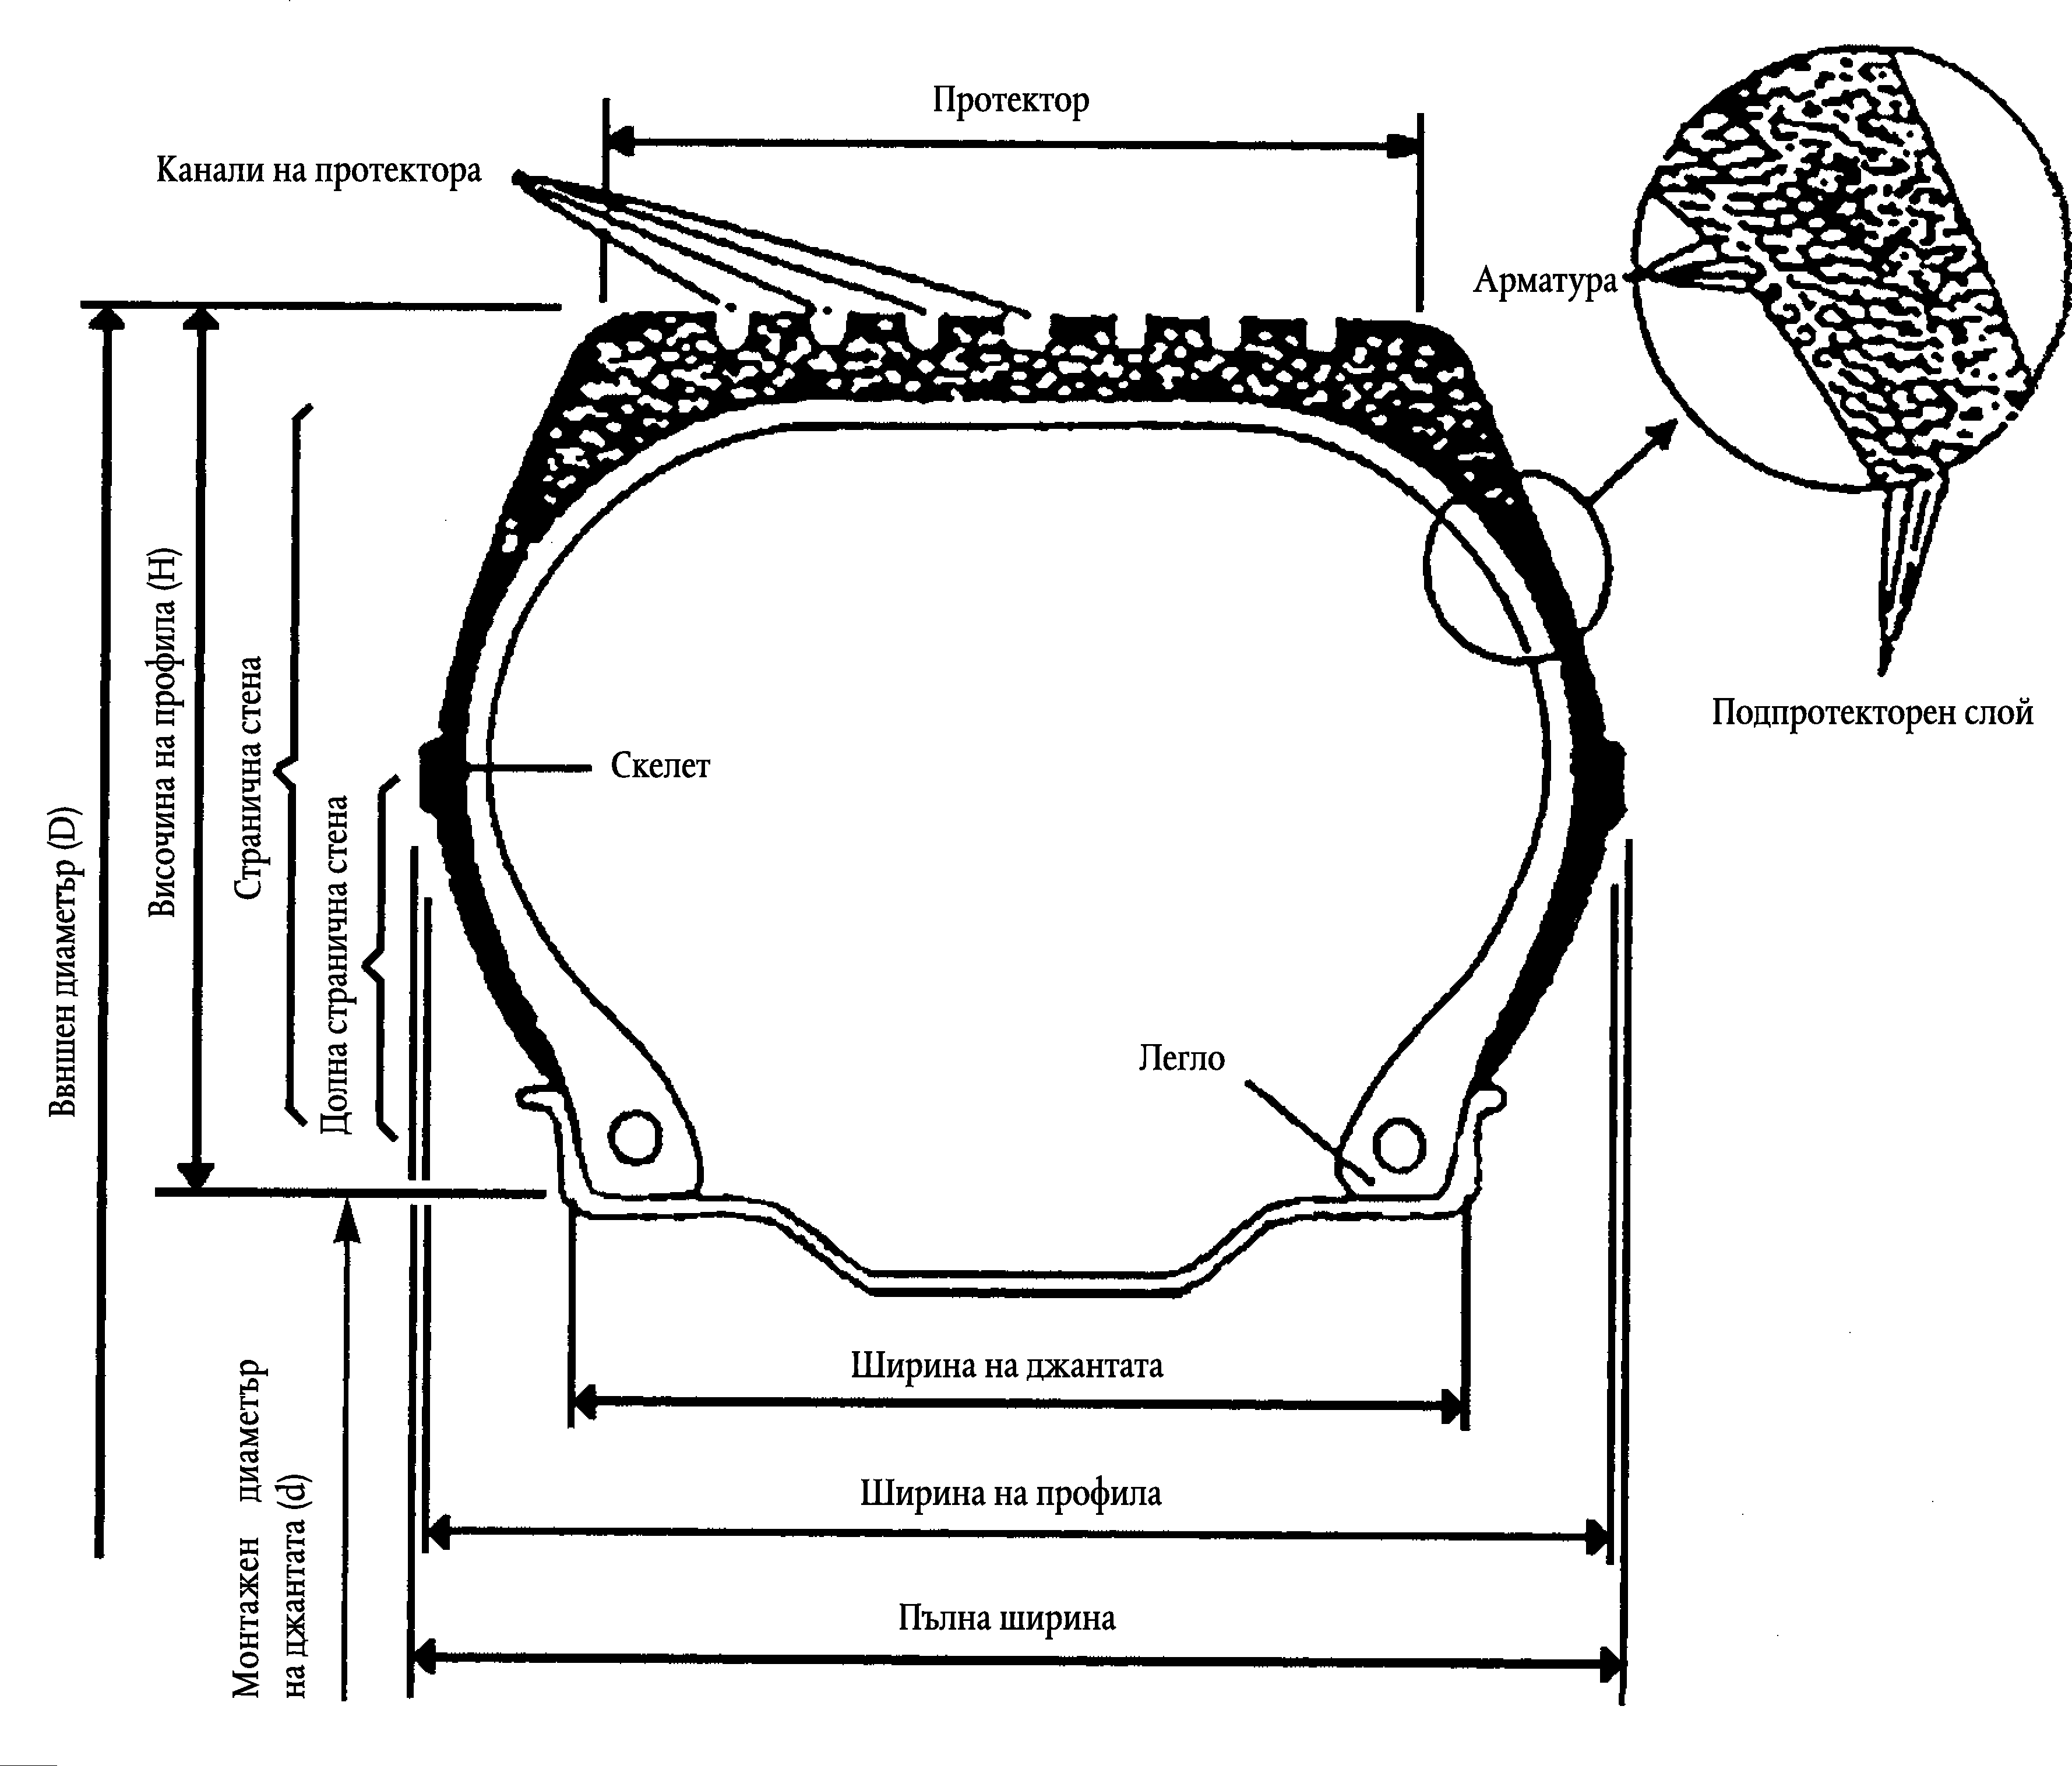 Протектор
Канали на протектора
Арматура
Подпротекторен слой
Скелет
Легло
Ввншен диаметър (D)
Височина на профила (H)
Странична стена
Долна странична стена
Монтажен диаметър
на джантата (d)
Ширина на джантата
Ширина на профила
Пълна ширина